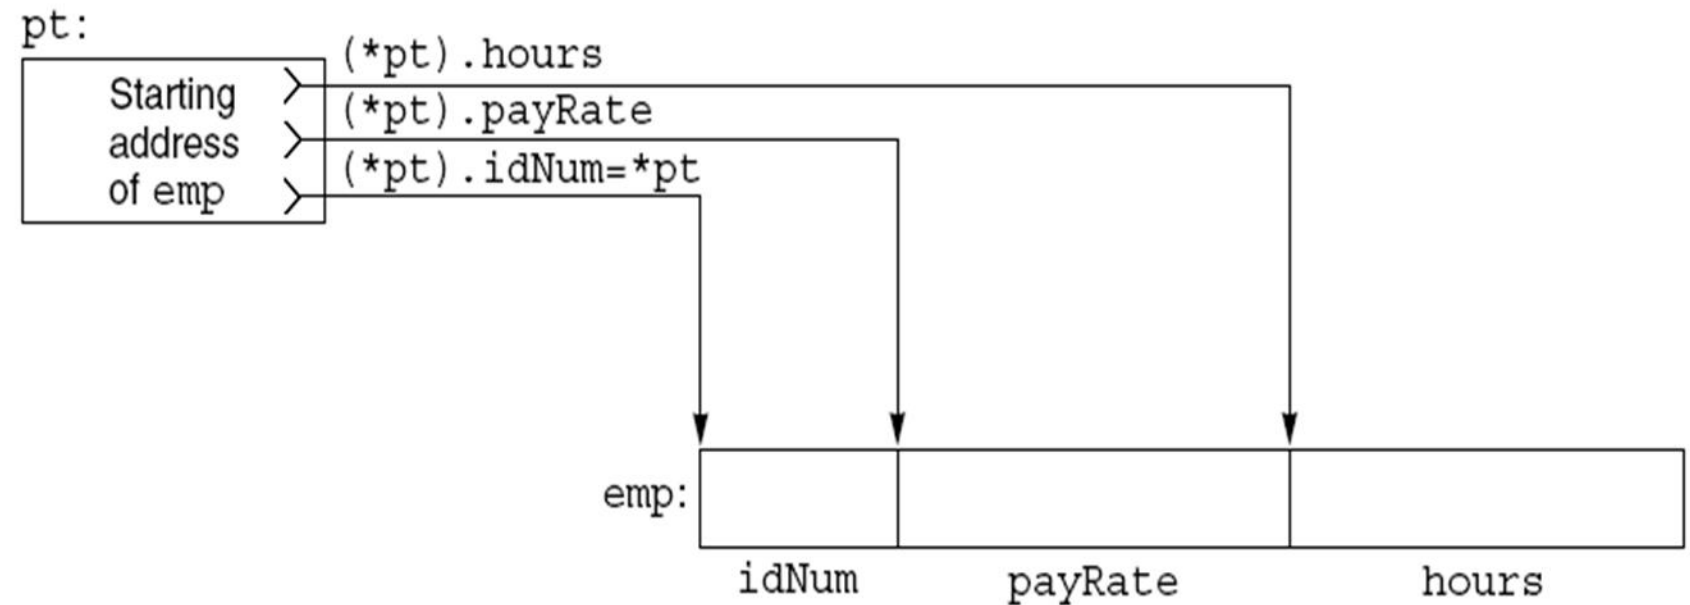 pt:
Starting
address
of emp
(*pt).hours
(*pt).payRate
(*pt).idNum=*pt
emp:
idNum payRate hours